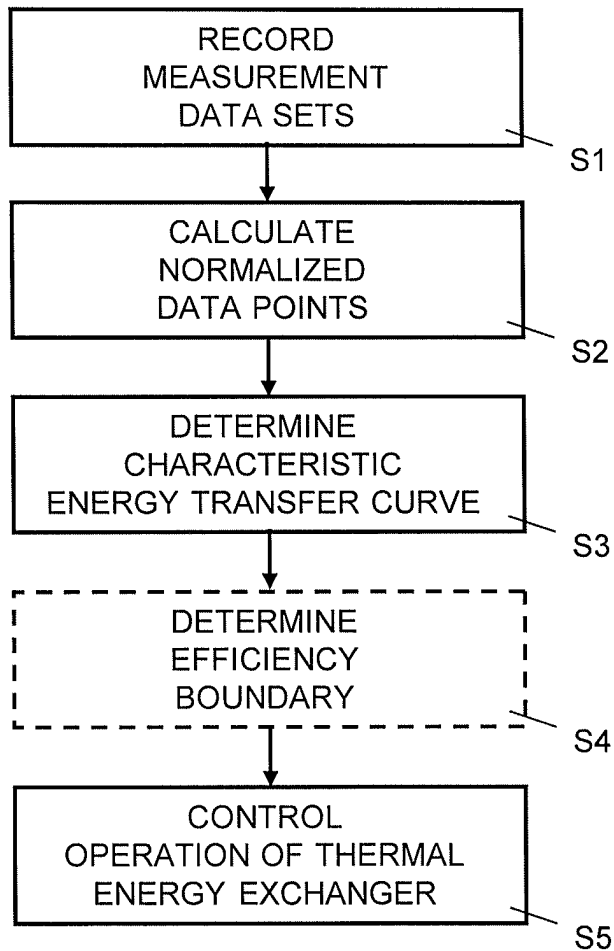 RECORD
MEASUREMENT
DATA SETS
S1
CALCULATE
NORMALIZED
DATA POINTS
S2
DETERMINE
CHARACTERISTIC
ENERGY TRANSFER CURVE
S3
DETERMINE
EFFICIENCY
BOUNDARY
S4
CONTROL
OPERATION OF THERMAL
ENERGY EXCHANGER
S5